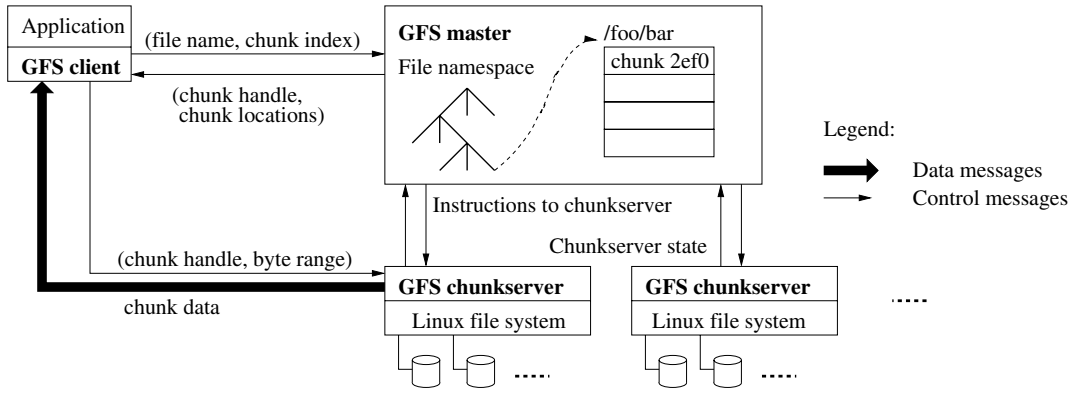 Application
GFS client
(file name, chunk index)
(chunk handle,
chunk locations)
GFS master
File namespace
/foo/bar
chunk 2ef0
Legend:
Data messages
Control messages
Instructions to chunkserver
Chunkserver state
(chunk handle, byte range)
chunk data
GFS chunkserver
Linux file system
GFS chunkserver
Linux file system